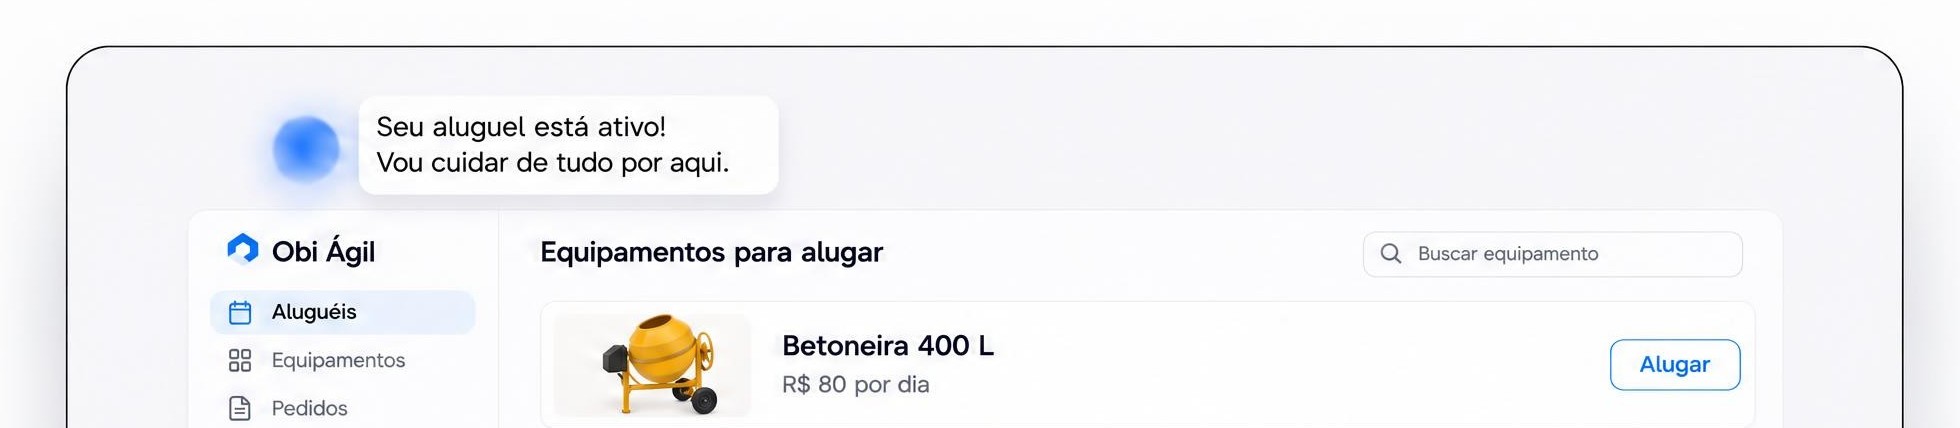 Seu aluguel está ativo!
Vou cuidar de tudo por aqui.
Obi Ágil
Aluguéis
Equipamentos
Pedidos
Equipamentos para alugar
Buscar equipamento
Betoneira 400 L
R$ 80 por dia
Alugar